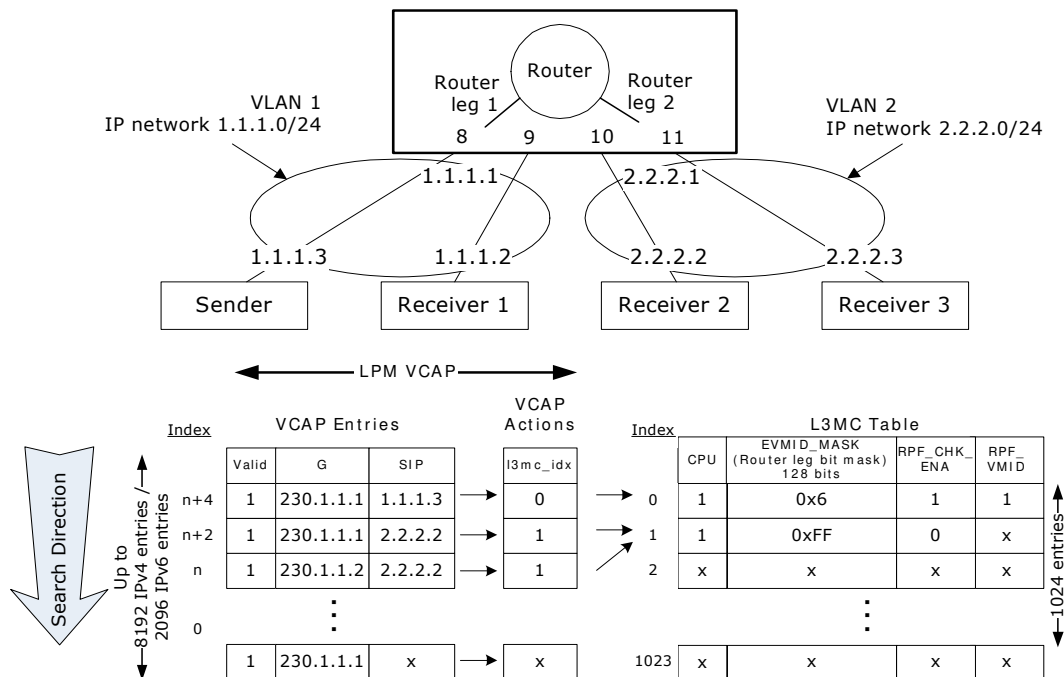 Router
Router
leg 1
Router
leg 2
VLAN 1
IP network 1.1.1.0/24
VLAN 2
IP network 2.2.2.0/24
8 9 10 11
1.1.1.1 2.2.2.1
1.1.1.3 1.1.1.2 2.2.2.2 2.2.2.3
Sender Receiver 1 Receiver 2 Receiver 3
LPM VCAP
Search Direction
Up to
8192 IPv4 entries /
2096 IPv6 entries
Index
VCAP Entries
VCAP
Actions
Index
L3MC Table
Valid G SIP l3mc_idx CPU EVMID_MASK
(Router leg bit mask)
128 bits
RPF_CHK_
ENA
RPF_
VMID
n+4 1 230.1.1.1 1.1.1.3 0 0 1 0x6 1 1
n+2 1 230.1.1.1 2.2.2.2 1 1 1 0xFF 0 x
n 1 230.1.1.2 2.2.2.2 1 2 x x x x
0
1 230.1.1.1 x x 1023 x x x x
1024 entries